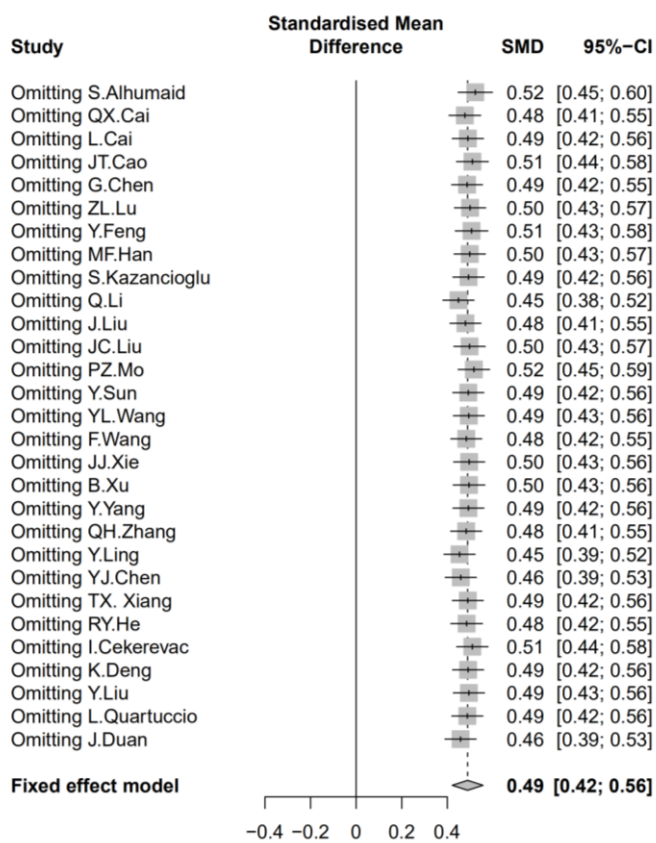 Standardised Mean
Study Difference SMD 95%−CI
Omitting S.Alhumaid 0.52 [0.45; 0.60]
Omitting QX.Cai 0.48 [0.41; 0.55]
Omitting L.Cai 0.49 [0.42; 0.56]
Omitting JT.Cao 0.51 [0.44; 0.58]
Omitting G.Chen 0.49 [0.42; 0.55]
Omitting ZL.Lu 0.50 [0.43; 0.57]
Omitting Y.Feng 0.51 [0.43; 0.58]
Omitting MF.Han 0.50 [0.43; 0.57]
Omitting S.Kazancioglu 0.49 [0.42; 0.56]
Omitting Q.Li 0.45 [0.38; 0.52]
Omitting J.Liu 0.48 [0.41; 0.55]
Omitting JC.Liu 0.50 [0.43; 0.57]
Omitting PZ.Mo 0.52 [0.45; 0.59]
Omitting Y.Sun 0.49 [0.42; 0.56]
Omitting YL.Wang 0.49 [0.43; 0.56]
Omitting F.Wang 0.48 [0.42; 0.55]
Omitting JJ.Xie 0.50 [0.43; 0.56]
Omitting B.Xu 0.50 [0.43; 0.56]
Omitting Y.Yang 0.49 [0.42; 0.56]
Omitting QH.Zhang 0.48 [0.41; 0.55]
Omitting Y.Ling 0.45 [0.39; 0.52]
Omitting YJ.Chen 0.46 [0.39; 0.53]
Omitting TX. Xiang 0.49 [0.42; 0.56]
Omitting RY.He 0.48 [0.42; 0.55]
Omitting I.Cekerevac 0.51 [0.44; 0.58]
Omitting K.Deng 0.49 [0.42; 0.56]
Omitting Y.Liu 0.49 [0.43; 0.56]
Omitting L.Quartuccio 0.49 [0.42; 0.56]
Omitting J.Duan 0.46 [0.39; 0.53]
Fixed effect model 0.49 [0.42; 0.56]
−0.4 −0.2 0 0.2 0.4